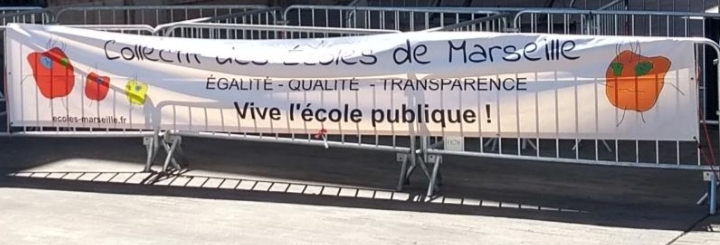 Collectif des Écoles de Marseille
ÉGALITÉ - QUALITÉ - TRANSPARENCE
Vive l'école publique !
ecoles-marseille.fr